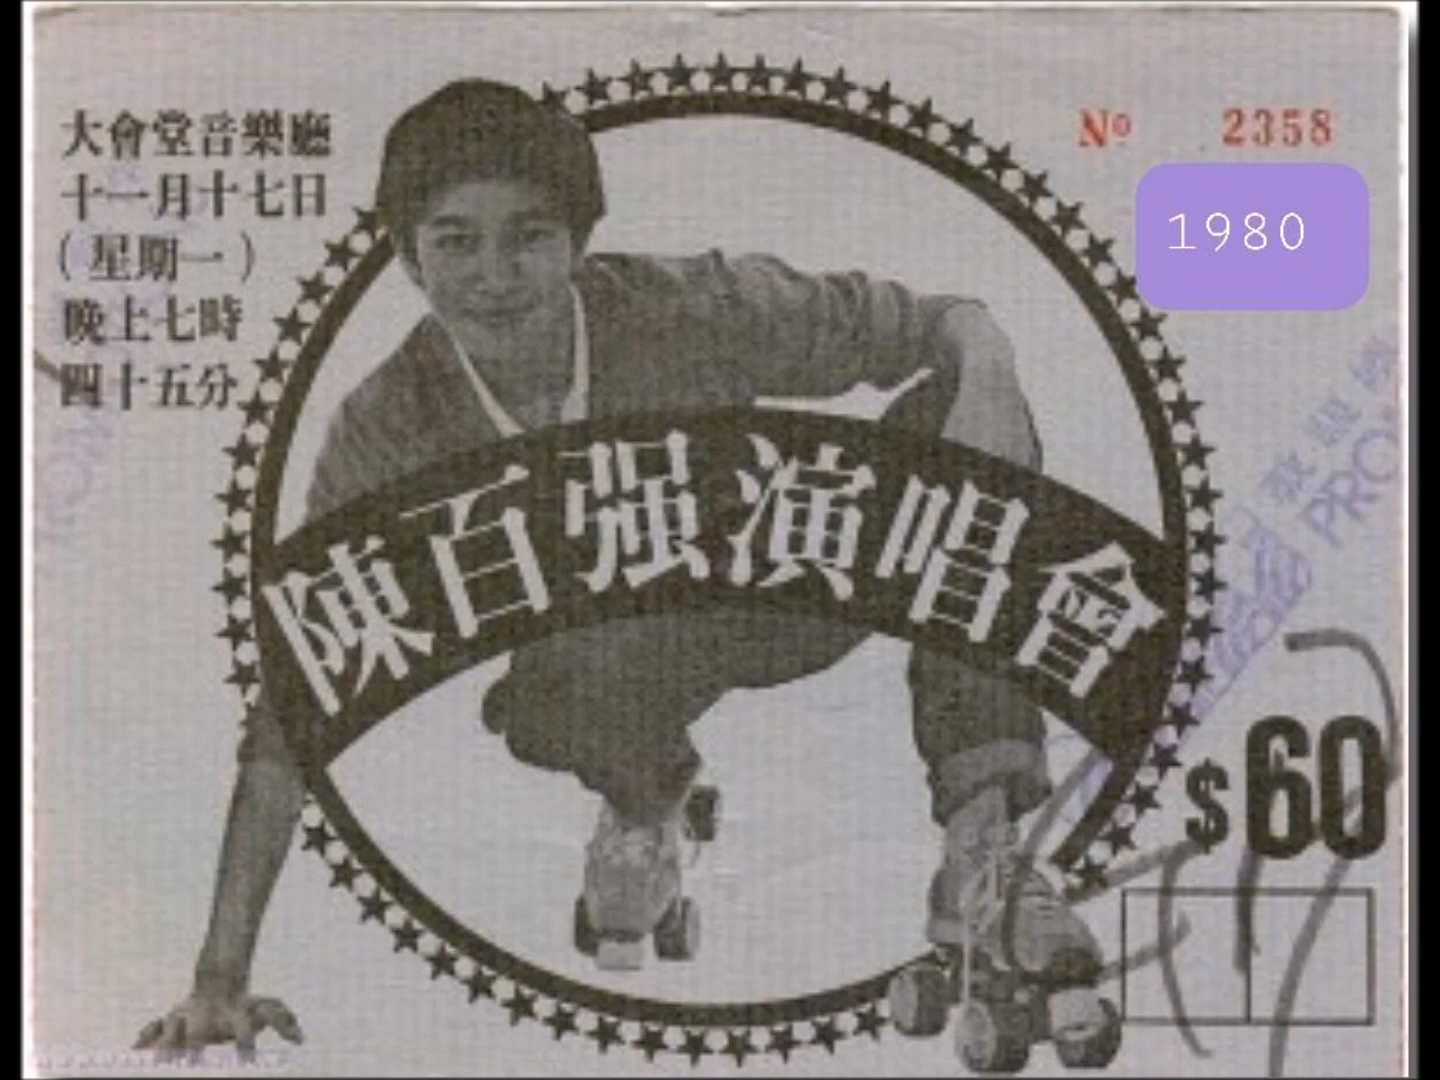 大會堂音樂廳
十一月十七日
(星期一)
晚上七時
四十五分
Nº 2358
1980
陳百强演唱會
PRO
$60